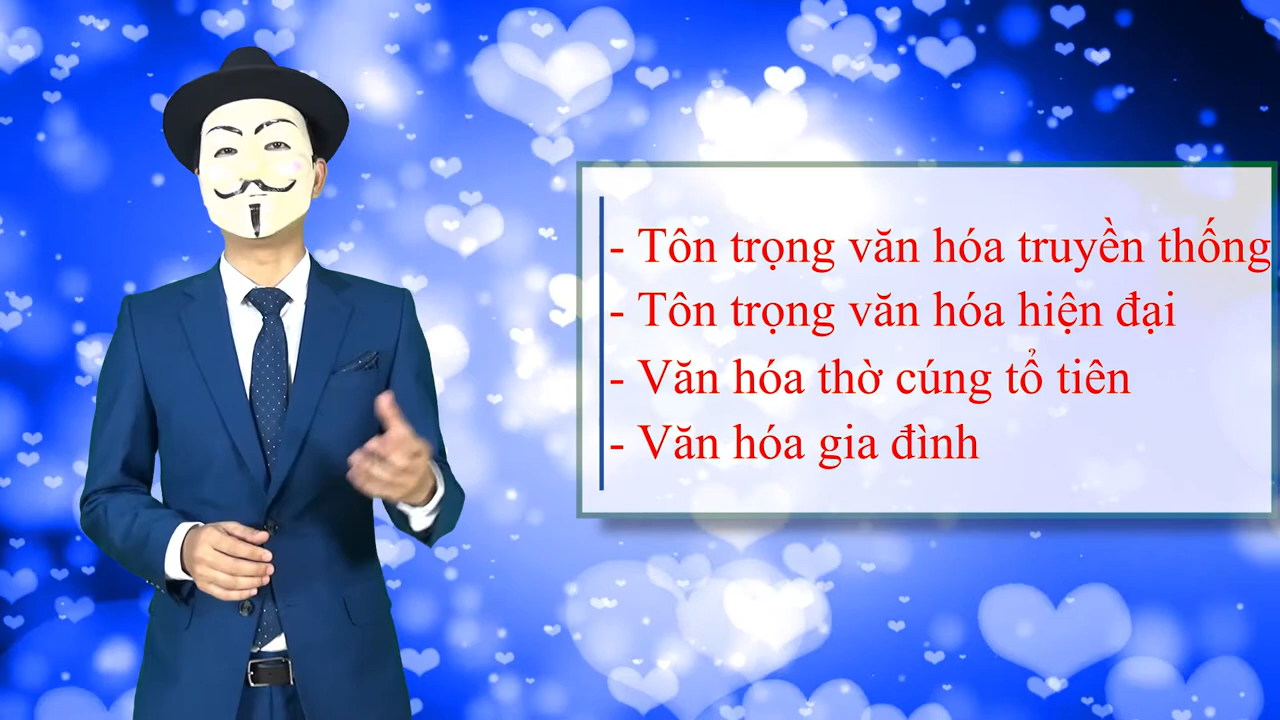 - Tôn trọng văn hóa truyền thống
- Tôn trọng văn hóa hiện đại
- Văn hóa thờ cúng tổ tiên
- Văn hóa gia đình